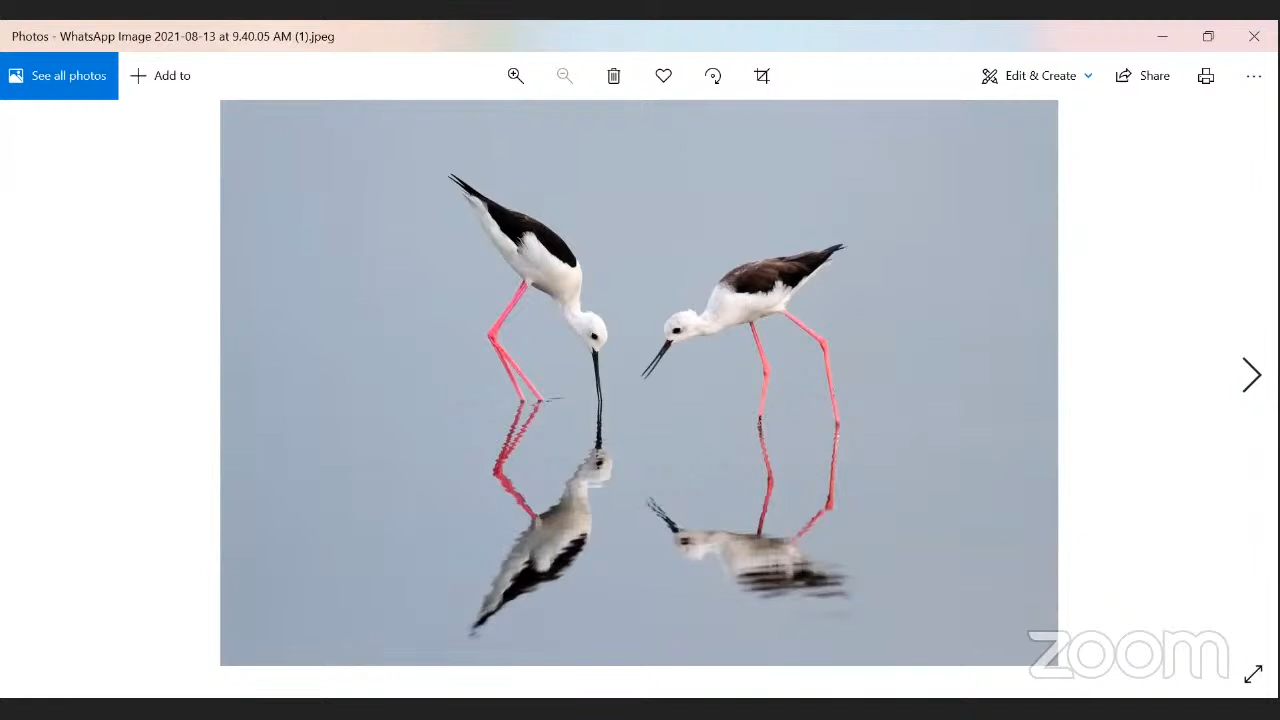 Photos - WhatsApp Image 2021-08-13 at 9.40.05 AM (1).jpeg
See all photos
Add to
Edit & Create
Share
zoom